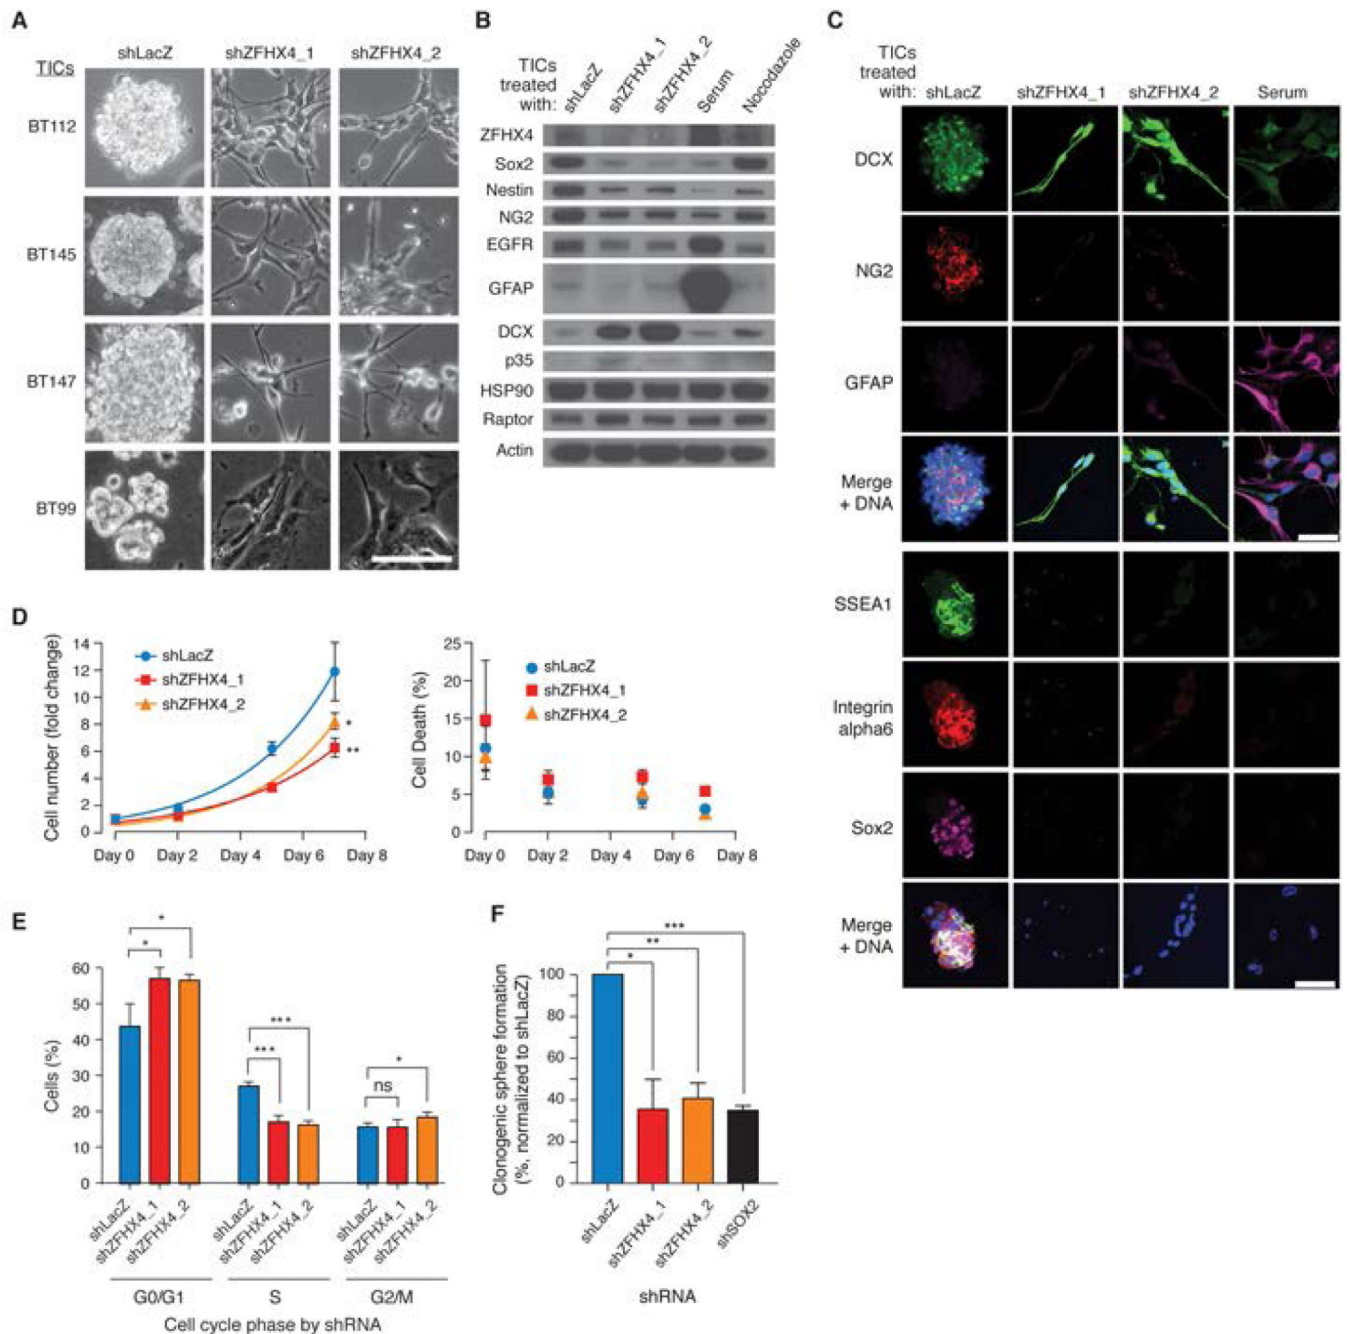 A
shLacZ shZFHX4_1 shZFHX4_2
TICs
BT112
BT145
BT147
BT99
B
TICs
treated
with:
shLacZ
shZFHX4_1
shZFHX4_2
Serum
Nocodazole
ZFHX4
Sox2
Nestin
NG2
EGFR
GFAP
DCX
p35
HSP90
Raptor
Actin
C
TICs
treated
with:
shLacZ shZFHX4_1 shZFHX4_2 Serum
DCX
NG2
GFAP
Merge
+ DNA
SSEA1
Integrin
alpha6
Sox2
Merge
+ DNA
D
Cell number (fold change)
14
12
10
8
6
4
2
0
shLacZ
shZFHX4_1
shZFHX4_2
*
**
Day 0 Day 2 Day 4 Day 6 Day 8
Cell Death (%)
25
20
15
10
5
0
shLacZ
shZFHX4_1
shZFHX4_2
Day 0 Day 2 Day 4 Day 6 Day 8
E
Cells (%)
60
50
40
30
20
10
0
*
*
***
***
*
ns
shLacZ
shZFHX4_1
shZFHX4_2
shLacZ
shZFHX4_1
shZFHX4_2
shLacZ
shZFHX4_1
shZFHX4_2
G0/G1 S G2/M
Cell cycle phase by shRNA
F
Clonogenic sphere formation
(%, normalized to shLacZ)
100
80
60
40
20
0
***
**
*
shLacZ
shZFHX4_1
shZFHX4_2
shSOX2
shRNA